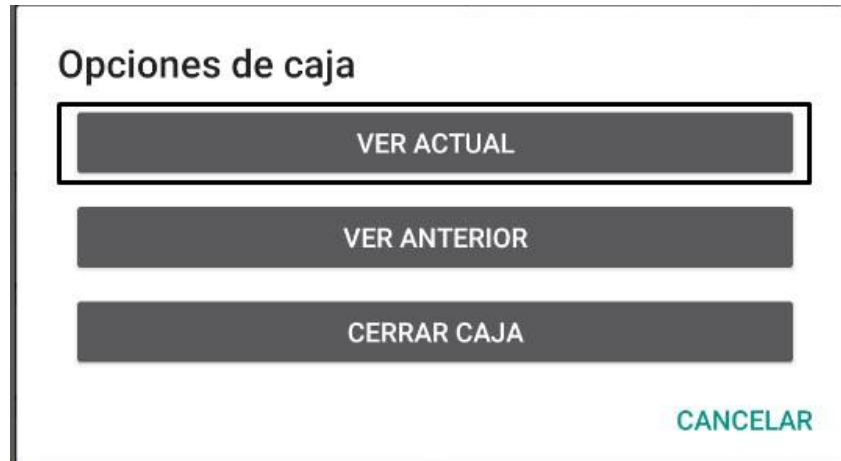 Opciones de caja
VER ACTUAL
VER ANTERIOR
CERRAR CAJA
CANCELAR